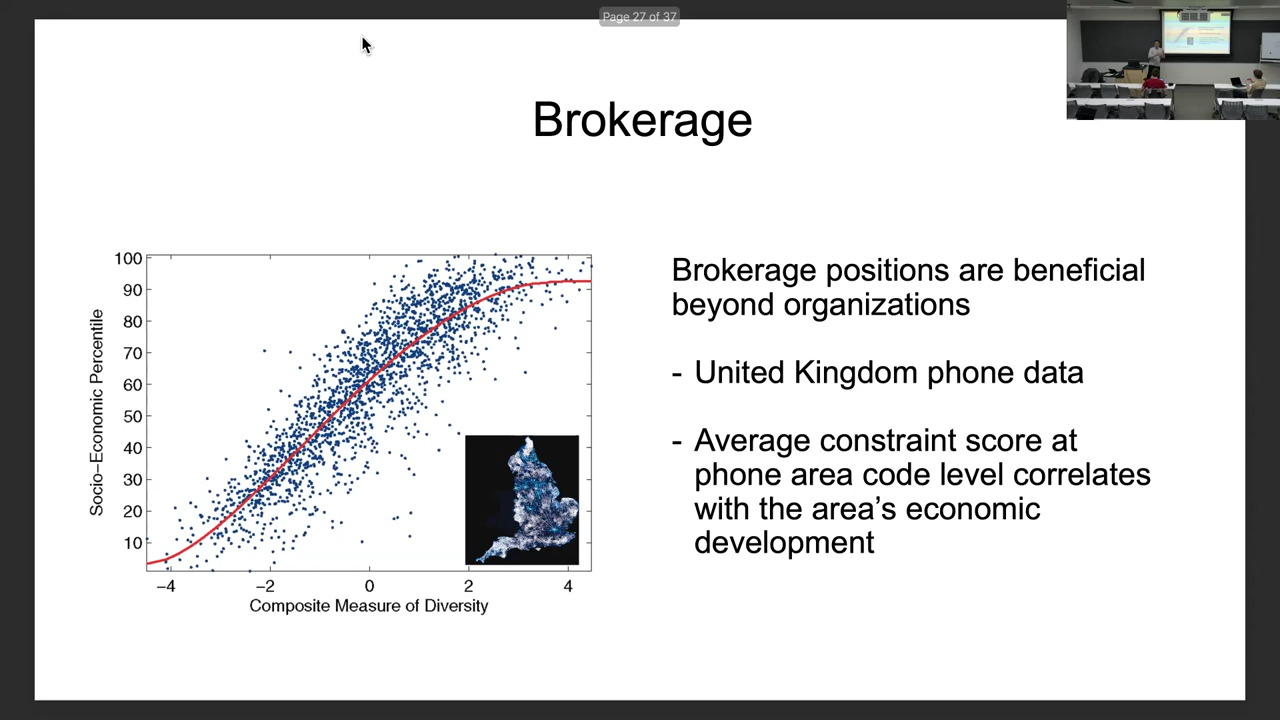 Page 27 of 37
Brokerage
100
90
80
70
60
50
40
30
20
10
Socio-Economic Percentile
-4
-2
0
2
4
Composite Measure of Diversity
Brokerage positions are beneficial
beyond organizations
- United Kingdom phone data
- Average constraint score at
phone area code level correlates
with the area's economic
development